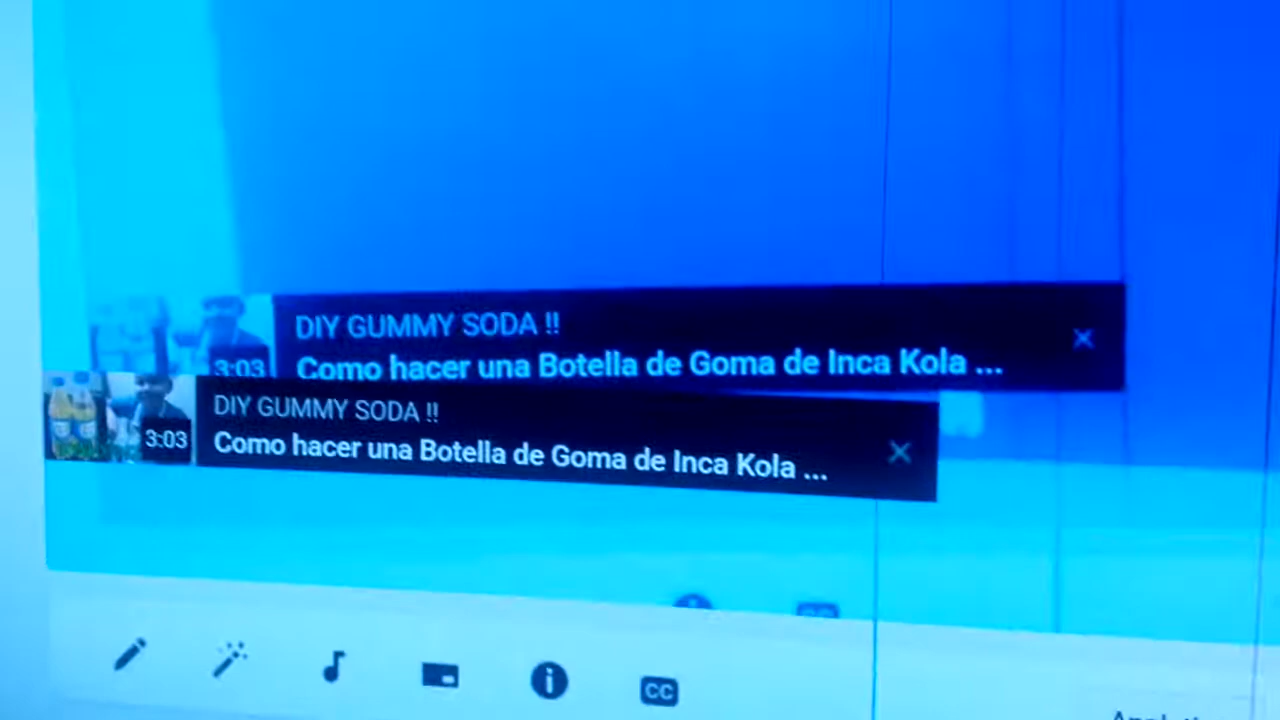 DIY GUMMY SODA !!
3:03
Como hacer una Botella de Goma de Inca Kola ...
DIY GUMMY SODA !!
3:03
Como hacer una Botella de Goma de Inca Kola ...
CC